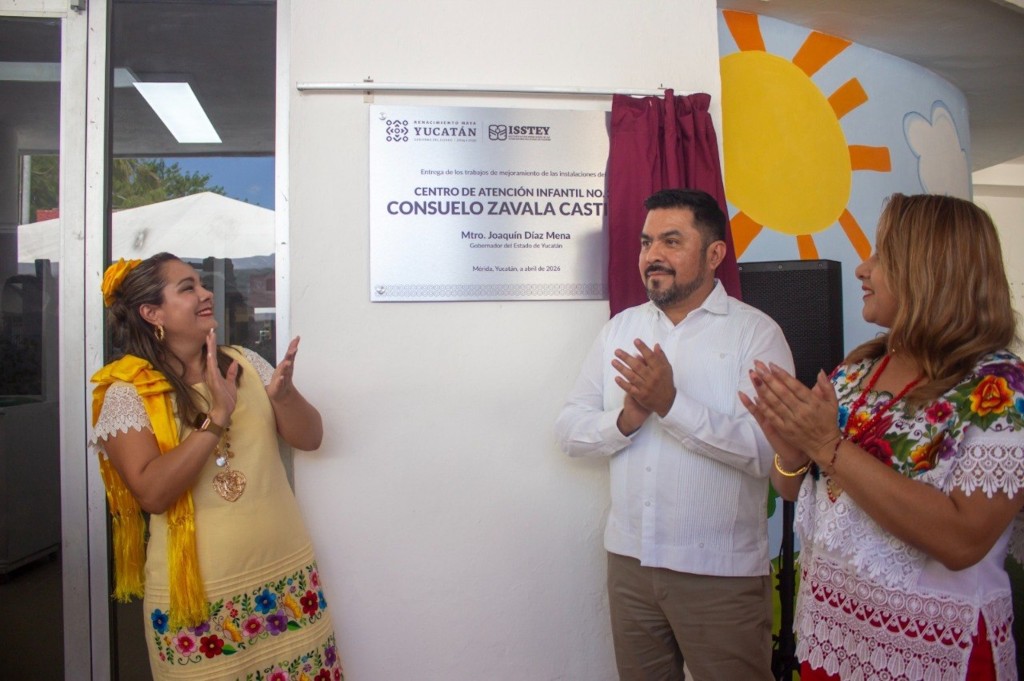 RENACIMIENTO MAYA
YUCATÁN
ISSTEY
Entrega de los trabajos de mejoramiento de las Instalaciones de
CENTRO DE ATENCIÓN INFANTIL NO.
CONSUELO ZAVALA CASTI
Mtro. Joaquín Díaz Mena
Gobernador del Estado de Yucatán
Mérida, Yucatán, a abril de 2026